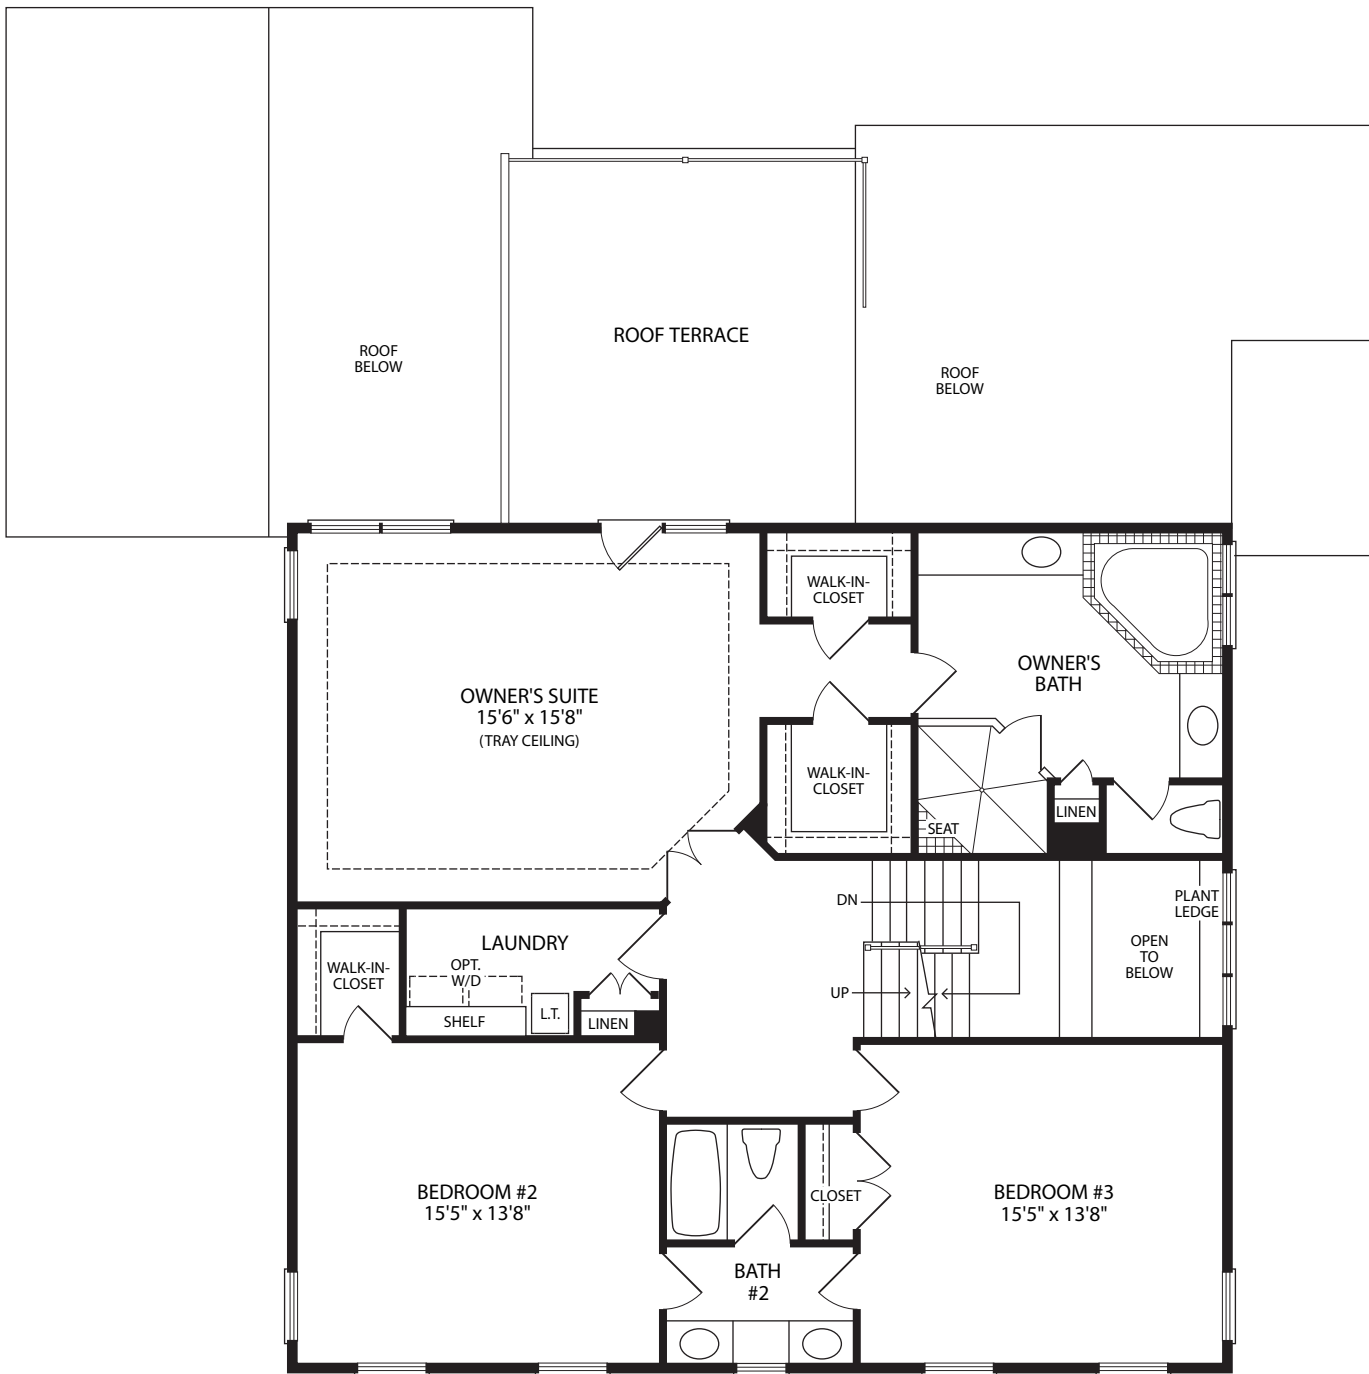 ROOF TERRACE
ROOF
BELOW
ROOF
BELOW
WALK-IN-
CLOSET
OWNER'S
BATH
OWNER'S SUITE
15'6" x 15'8"
(TRAY CEILING)
WALK-IN-
CLOSET
LINEN
SEAT
DN
PLANT
LEDGE
OPEN
TO
BELOW
LAUNDRY
OPT.
W/D
WALK-IN-
CLOSET
UP
SHELF
L.T.
LINEN
BEDROOM #2
15'5" x 13'8"
CLOSET
BEDROOM #3
15'5" x 13'8"
BATH
#2